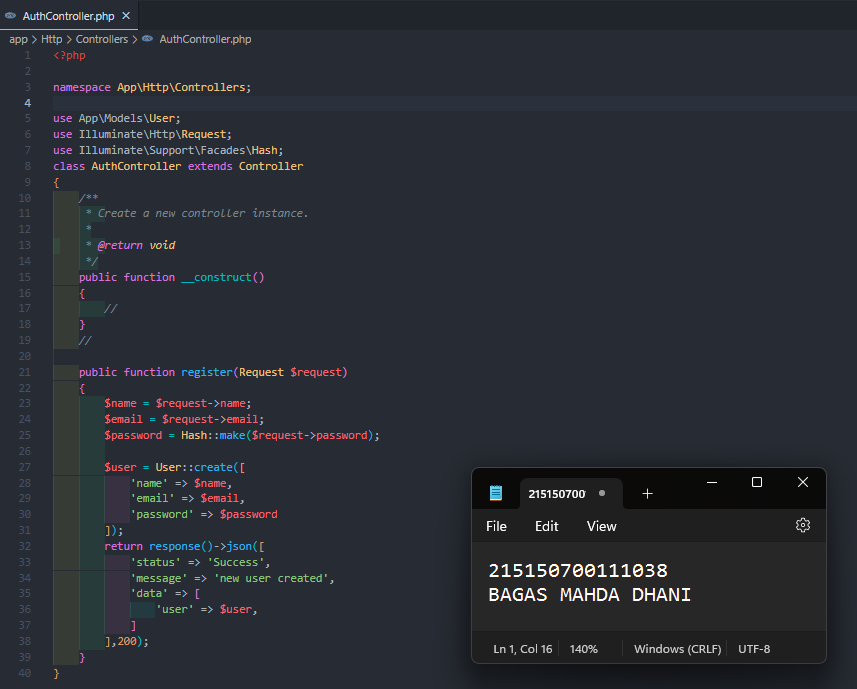 AuthController.php
app > Http > Controllers > AuthController.php
1 <?php
2
3 namespace App\Http\Controllers;
4
5 use App\Models\User;
6 use Illuminate\Http\Request;
7 use Illuminate\Support\Facades\Hash;
8 class AuthController extends Controller
9 {
10     /**
11      * Create a new controller instance.
12      *
13      * @return void
14      */
15     public function __construct()
16     {
17         //
18     }
19     //
20
21     public function register(Request $request)
22     {
23         $name = $request->name;
24         $email = $request->email;
25         $password = Hash::make($request->password);
26
27         $user = User::create([
28             'name' => $name,
29             'email' => $email,
30             'password' => $password
31         ]);
32         return response()->json([
33             'status' => 'Success',
34             'message' => 'new user created',
35             'data' => [
36                 'user' => $user,
37             ]
38         ],200);
39     }
40 }
215150700
File Edit View
215150700111038
BAGAS MAHDA DHANI
Ln 1, Col 16 140% Windows (CRLF) UTF-8